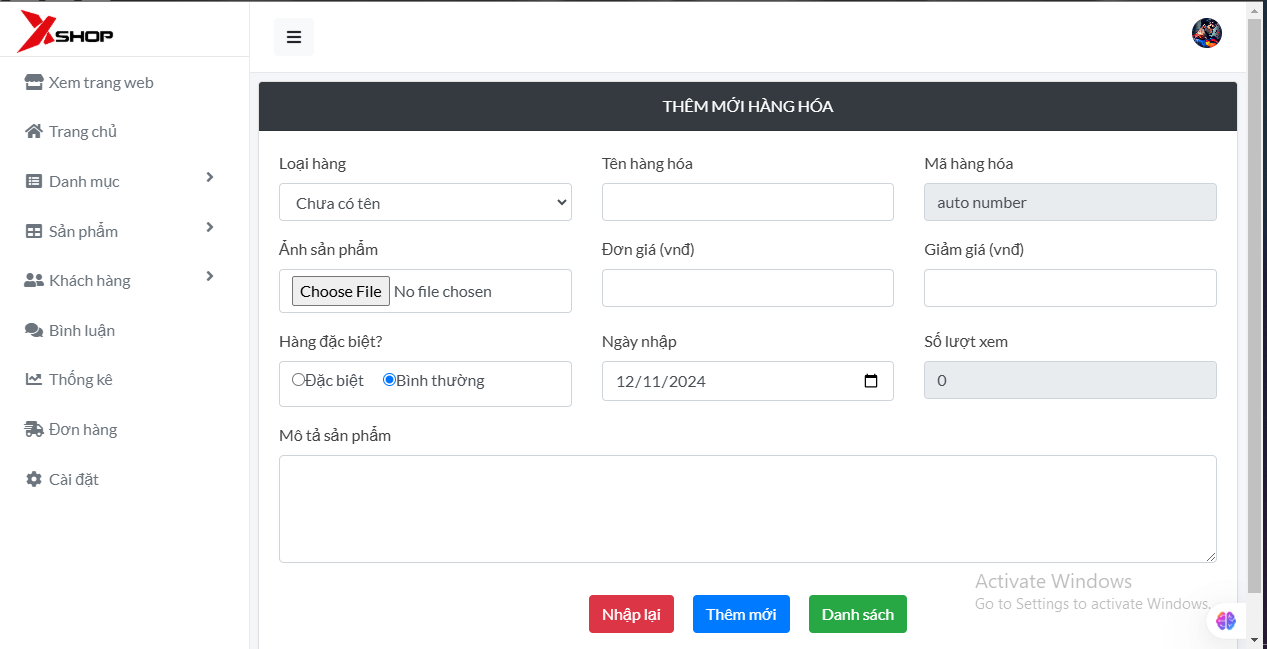 XSHOP
Xem trang web
Trang chủ
Danh mục
Sản phẩm
Khách hàng
Bình luận
Thống kê
Đơn hàng
Cài đặt
THÊM MỚI HÀNG HÓA
Loại hàng Tên hàng hóa Mã hàng hóa
Chưa có tên auto number
Ảnh sản phẩm Đơn giá (vnđ) Giảm giá (vnđ)
Choose File No file chosen
Hàng đặc biệt? Ngày nhập Số lượt xem
Đặc biệt Bình thường 12/11/2024 0
Mô tả sản phẩm
Activate Windows
Go to Settings to activate Windows.
Nhập lại Thêm mới Danh sách